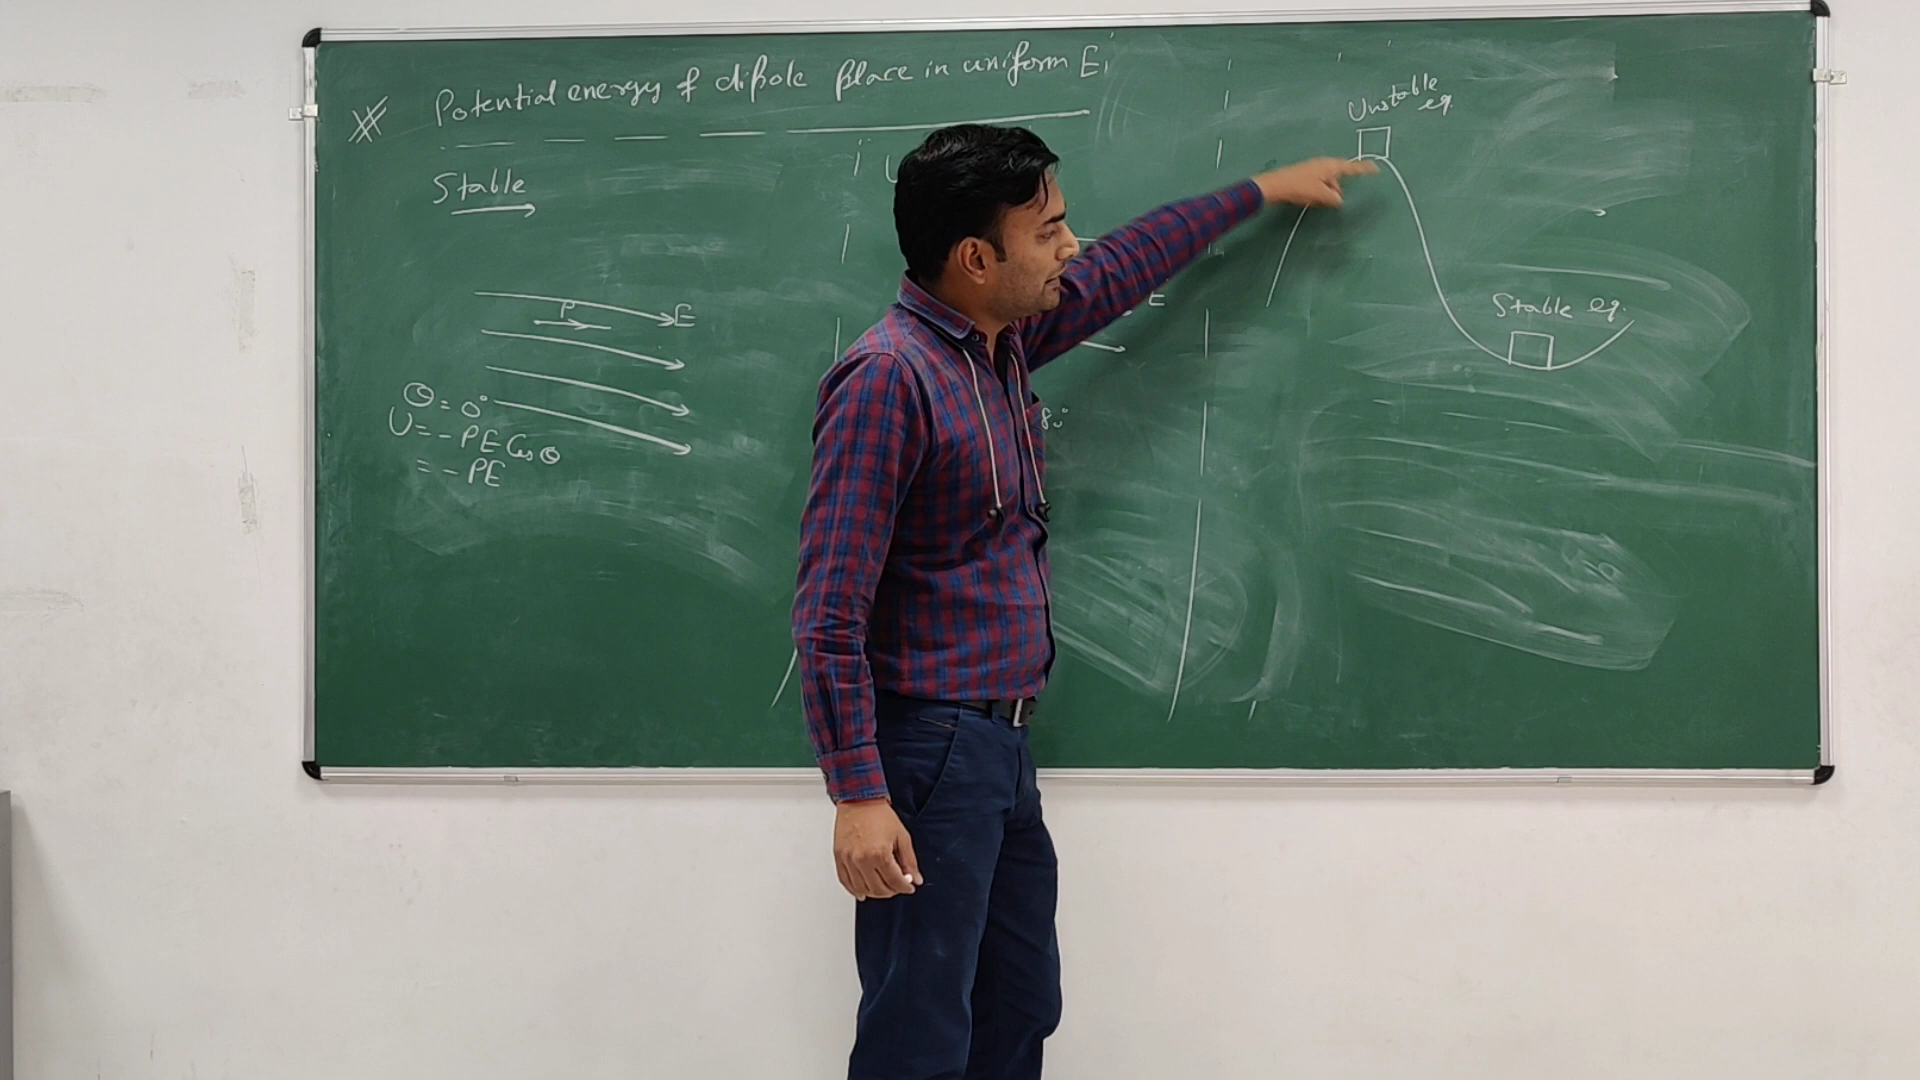 # Potential energy of dipole place in uniform E,
Stable
P
E
θ = 0°
U = - PE Cos θ
= - PE
E
Unstable
eq.
Stable eq.